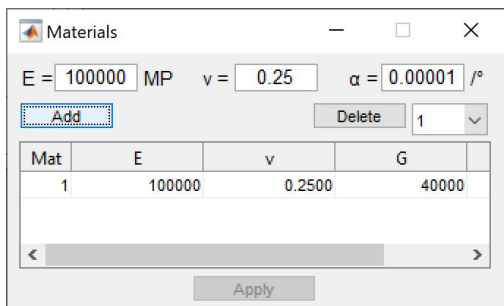 Materials
E = 100000 MP v = 0.25 α = 0.00001 /°
Add Delete 1
Mat E v G
1 100000 0.2500 40000
Apply